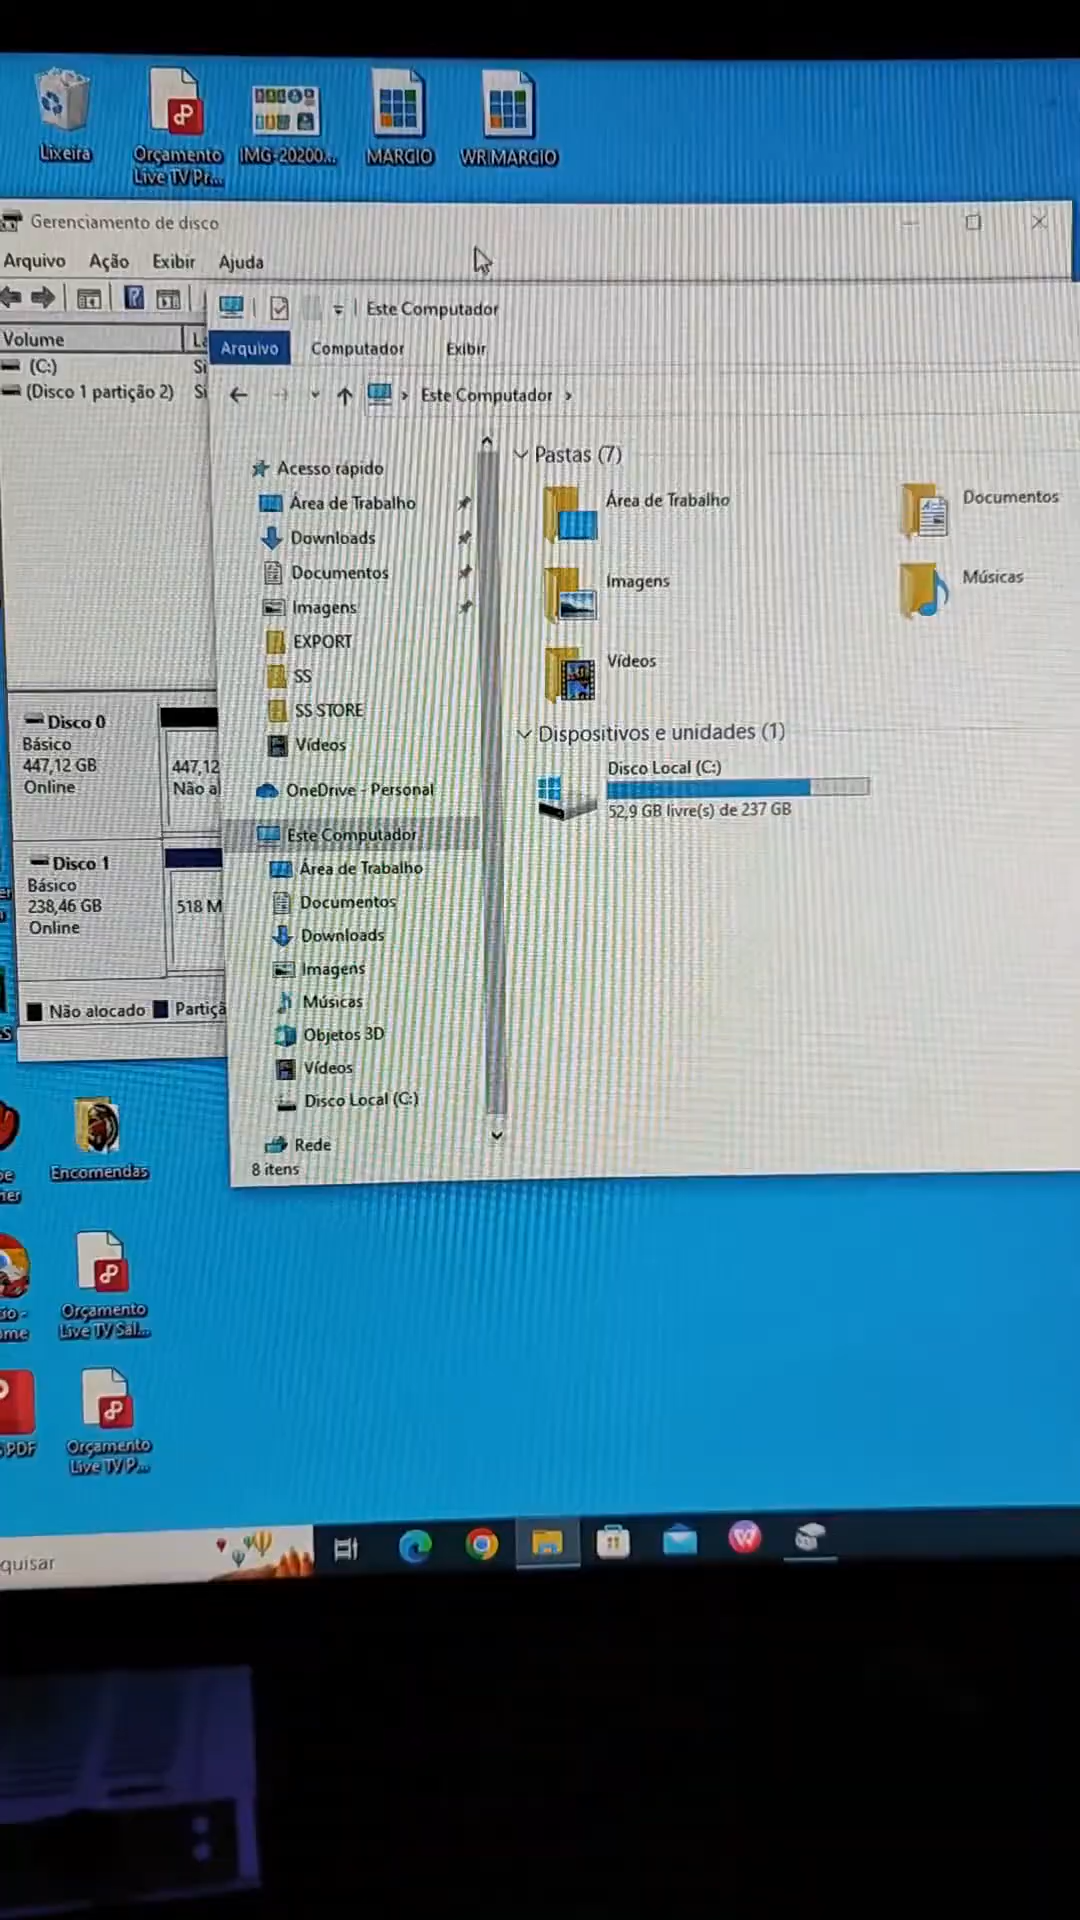 Lixeira
Orçamento
Live TV Pr...
IMG-20200...
MARGIO
WR MARGIO
Gerenciamento de disco
Arquivo Ação Exibir Ajuda
Este Computador
Volume
Arquivo Computador Exibir
(C:)
(Disco 1 partição 2)
Este Computador
Pastas (7)
Acesso rápido
Área de Trabalho
Downloads
Documentos
Imagens
EXPORT
SS
SS STORE
Vídeos
OneDrive - Personal
Este Computador
Área de Trabalho
Documentos
Downloads
Imagens
Músicas
Objetos 3D
Vídeos
Disco Local (C:)
Rede
8 itens
Área de Trabalho
Documentos
Imagens
Músicas
Vídeos
Dispositivos e unidades (1)
Disco Local (C:)
52,9 GB livre(s) de 237 GB
Disco 0
Básico
447,12 GB
Online
447,12
Não a
Disco 1
Básico
238,46 GB
Online
518 M
Não alocado Partiçã
Encomendas
Orçamento
Live TV Sal...
PDF
Orçamento
Live TV P...
quisar